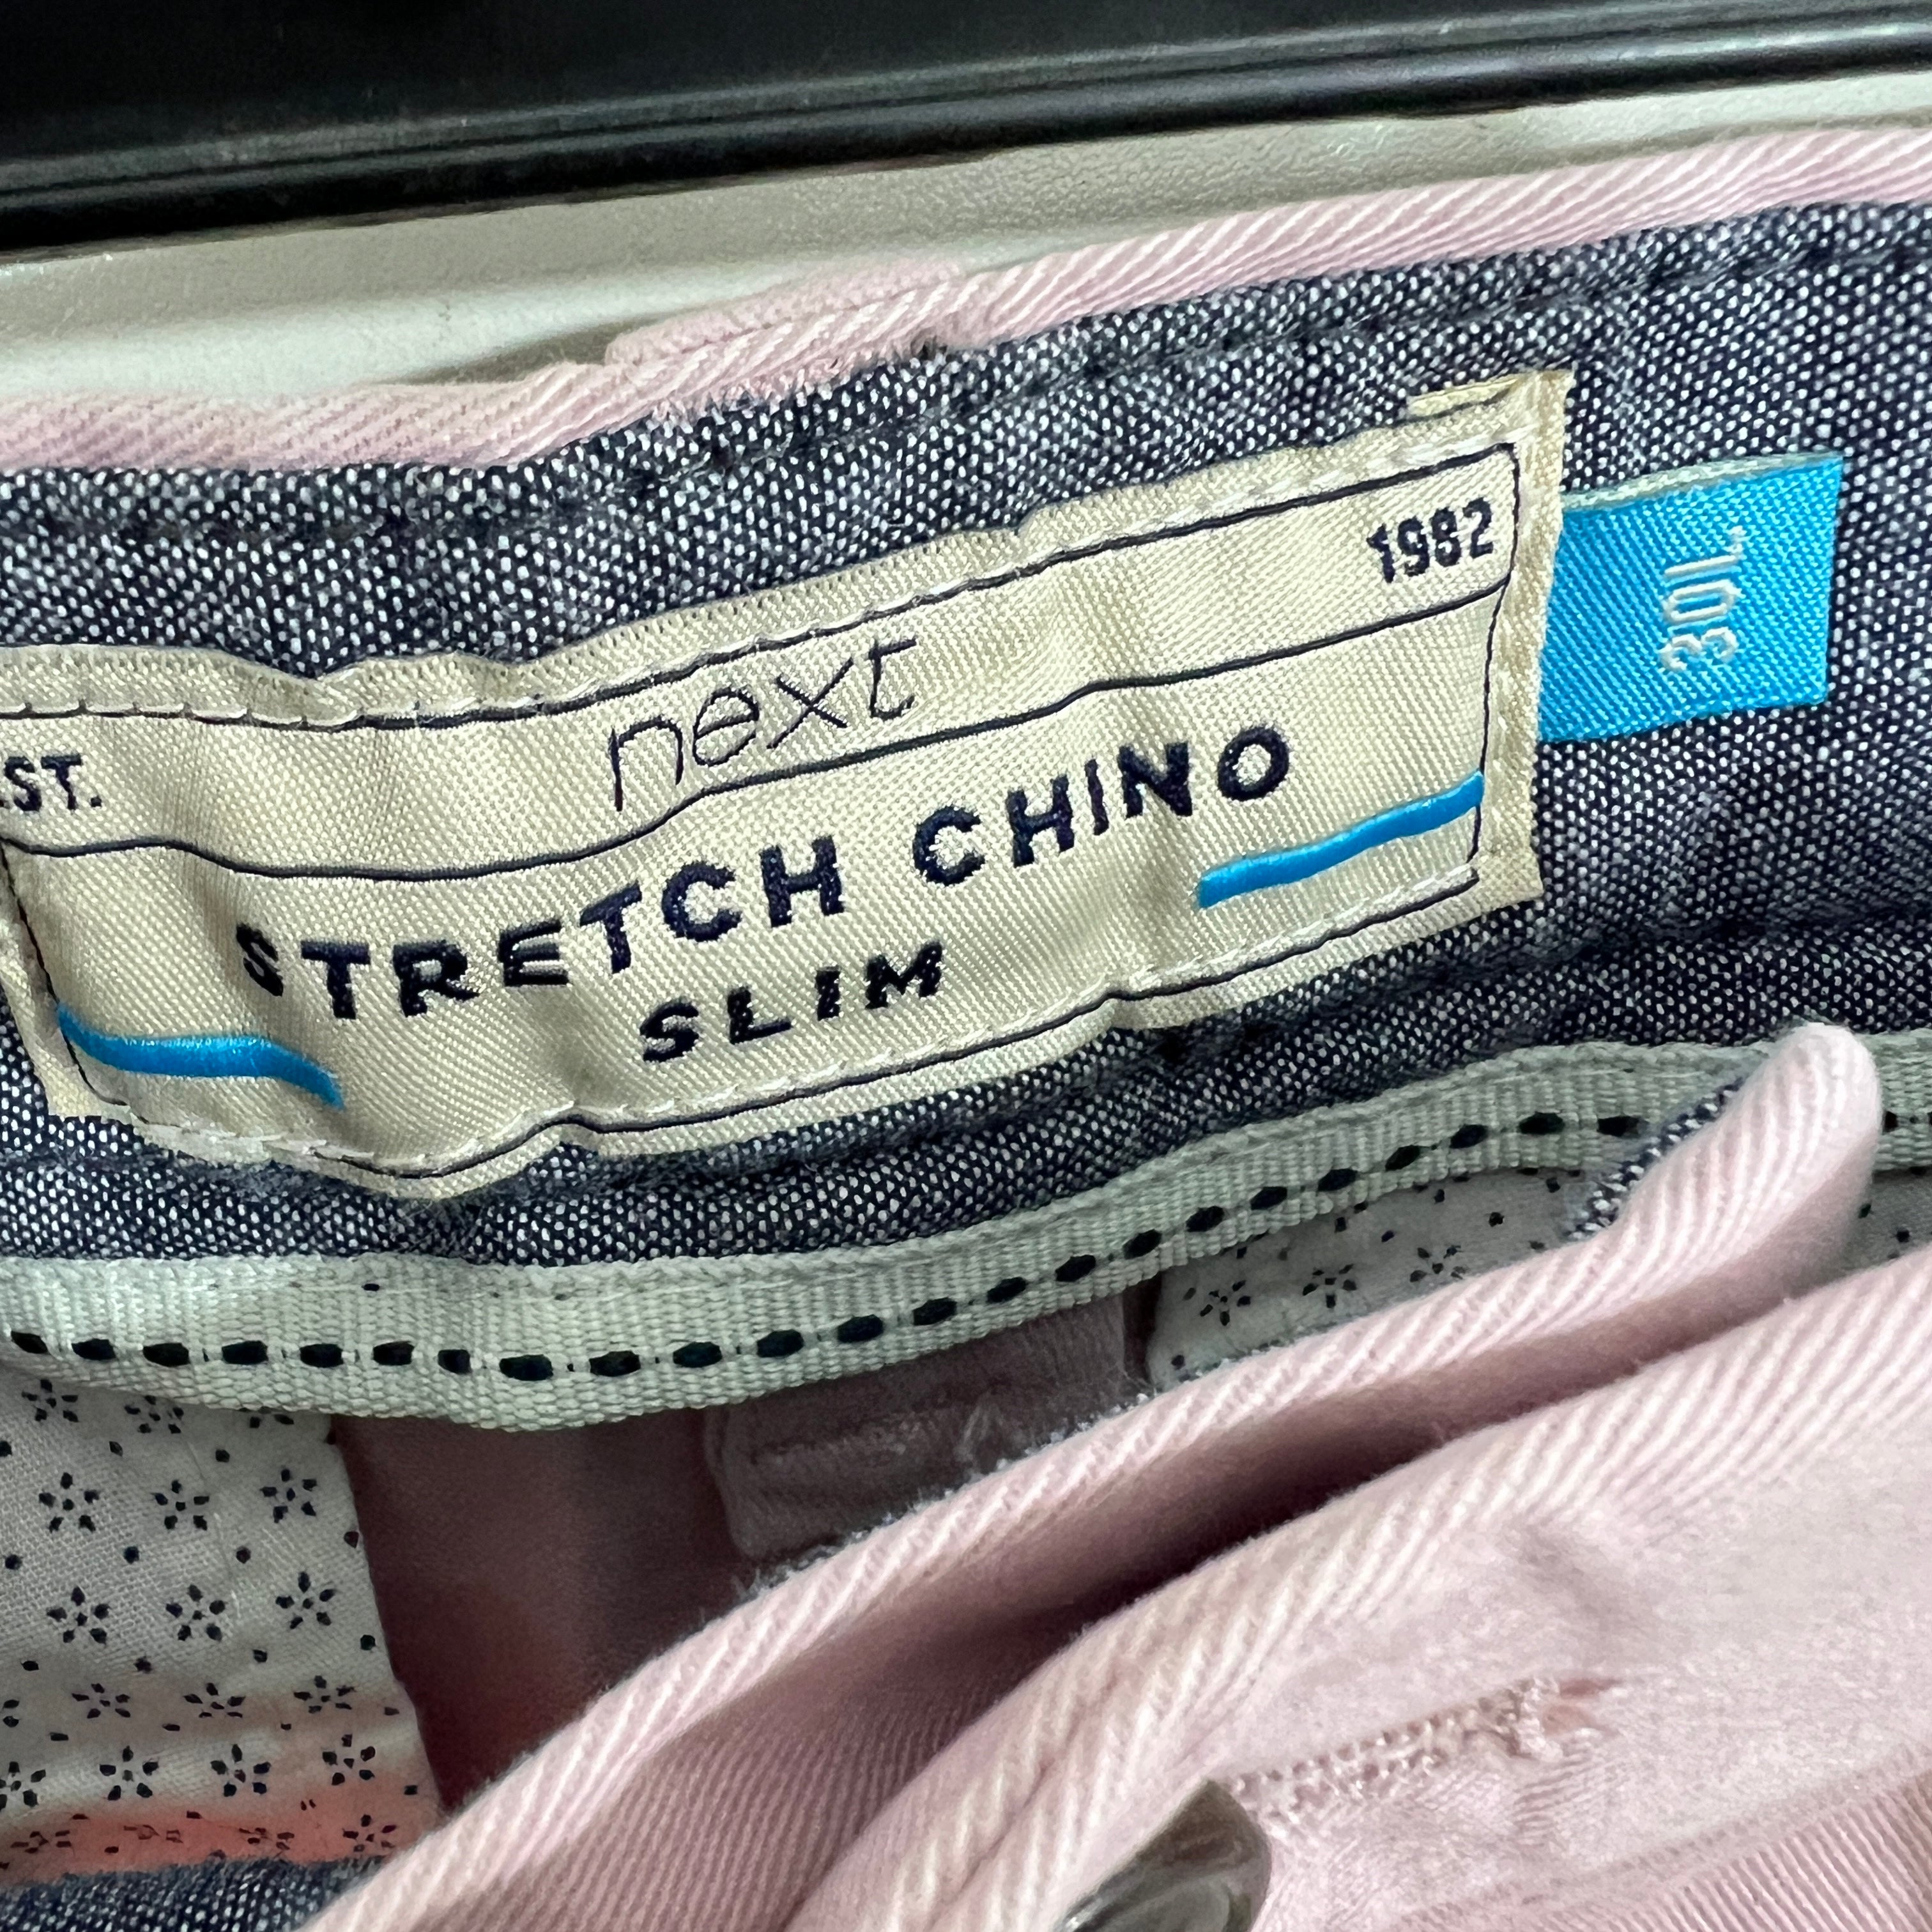 EST. next 1982
STRETCH CHINO
SLIM
30L